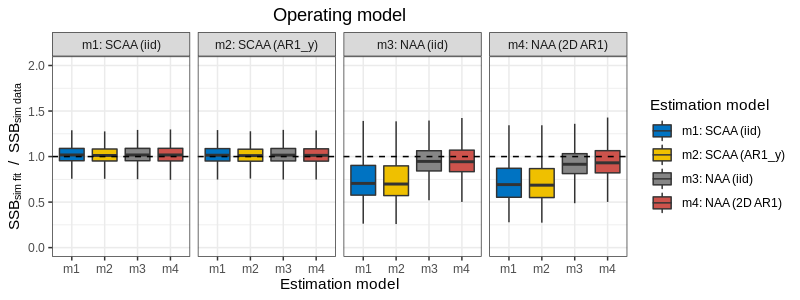 Operating model
m1: SCAA (iid)
m2: SCAA (AR1_y)
m3: NAA (iid)
m4: NAA (2D AR1)
SSBsim fit / SSBsim data
2.0
1.5
1.0
0.5
0.0
m1 m2 m3 m4
m1 m2 m3 m4
m1 m2 m3 m4
m1 m2 m3 m4
Estimation model
Estimation model
m1: SCAA (iid)
m2: SCAA (AR1_y)
m3: NAA (iid)
m4: NAA (2D AR1)